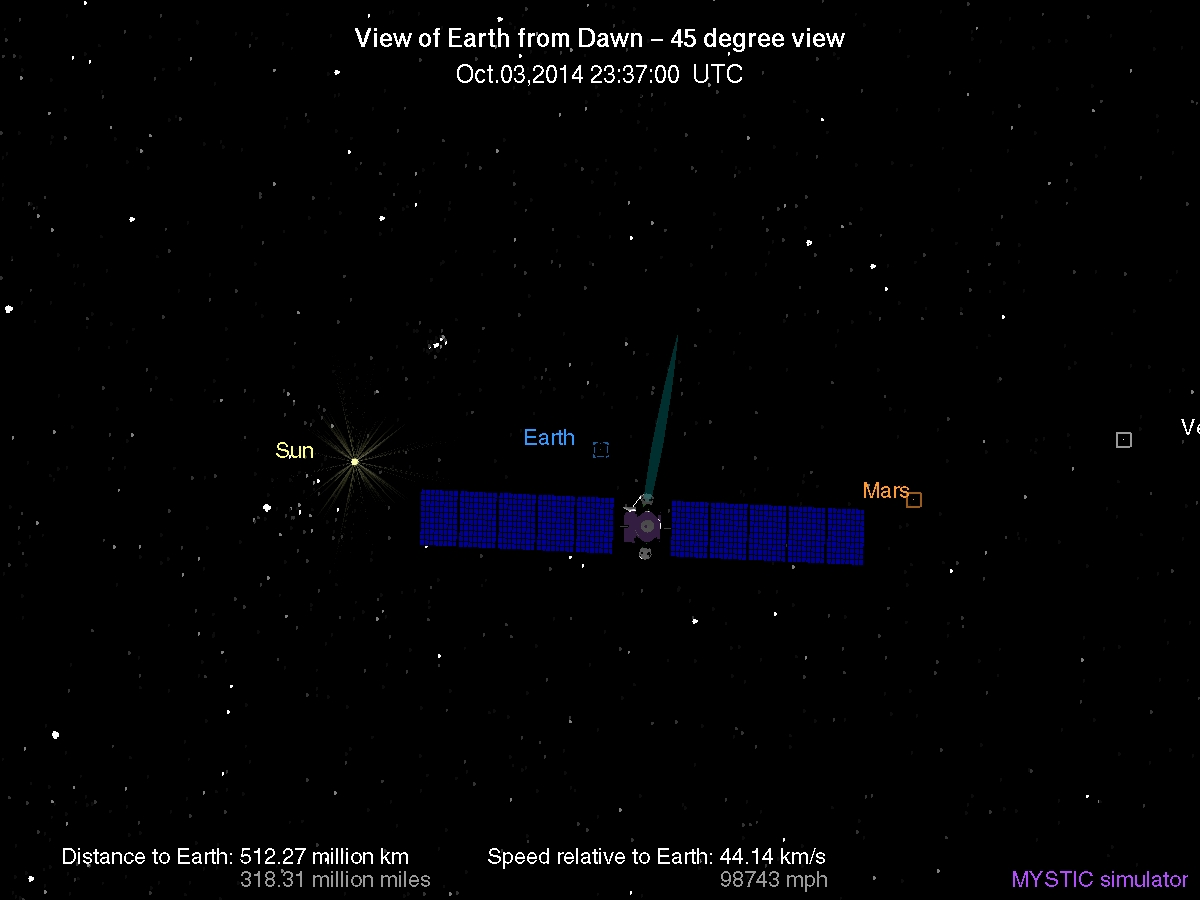 View of Earth from Dawn – 45 degree view
Oct.03,2014 23:37:00 UTC
Ve
Earth
Sun
Mars
Distance to Earth: 512.27 million km
318.31 million miles
Speed relative to Earth: 44.14 km/s
98743 mph
MYSTIC simulator